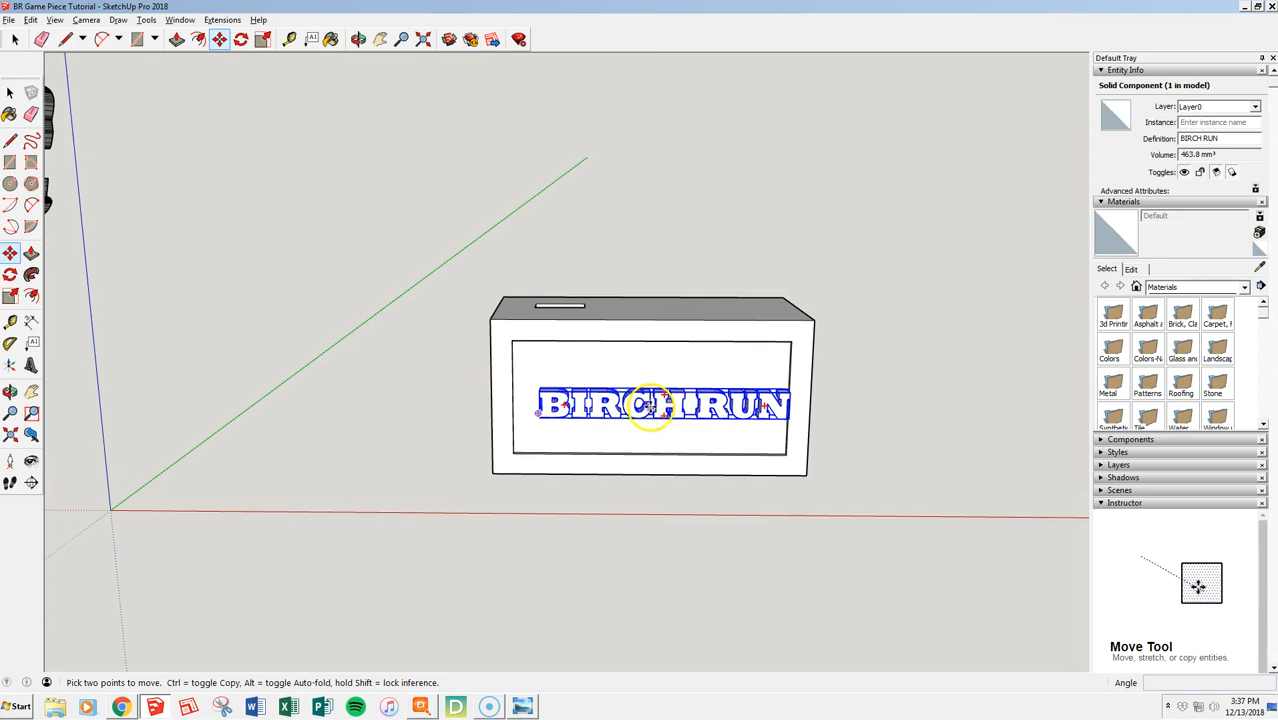 BR Game Piece Tutorial - SketchUp Pro 2018
File Edit View Camera Draw Tools Window Extensions Help
Default Tray
Entity Info
Solid Component (1 in model)
Layer: Layer0
Instance: Enter instance name
Definition: BIRCH RUN
Volume: 463.8 mm³
Toggles:
Advanced Attributes:
Materials
Default
Select Edit
Materials
3d Printin Asphalt a Brick, Cla Carpet, F
Colors Colors-N Glass and Landscap
Metal Patterns Roofing Stone
Synthetic Tile Water Window
Components
Styles
Layers
Shadows
Scenes
Instructor
BIRCH RUN
Move Tool
Move, stretch, or copy entities.
Pick two points to move. Ctrl = toggle Copy, Alt = toggle Auto-fold, hold Shift = lock inference.
Angle
Start
3:37 PM
12/13/2018